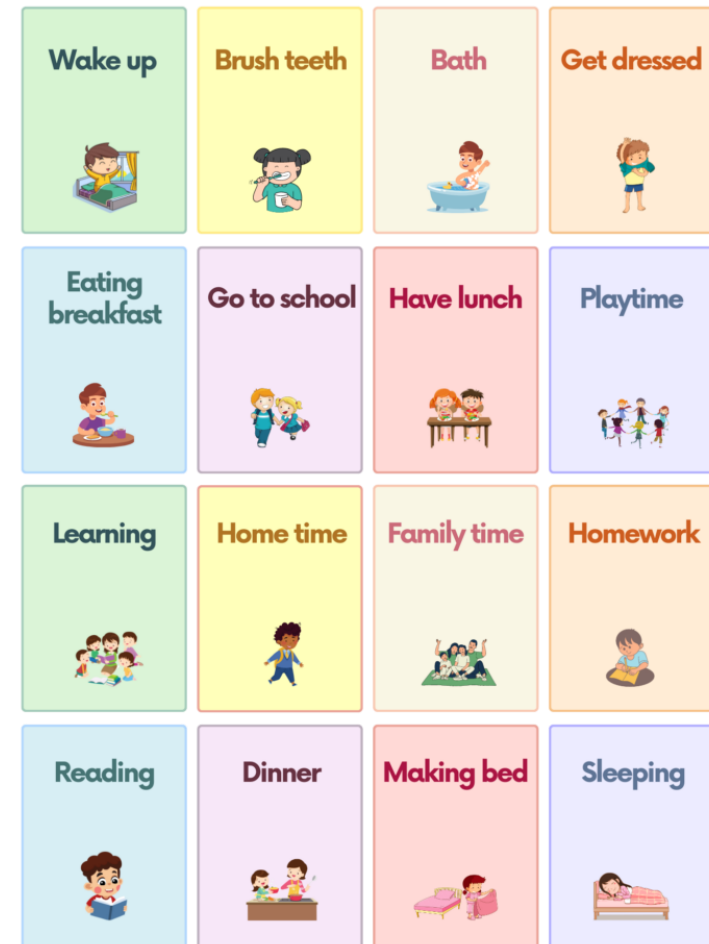 Wake up
Brush teeth
Bath
Get dressed
Eating
breakfast
Go to school
Have lunch
Playtime
Learning
Home time
Family time
Homework
Reading
Dinner
Making bed
Sleeping